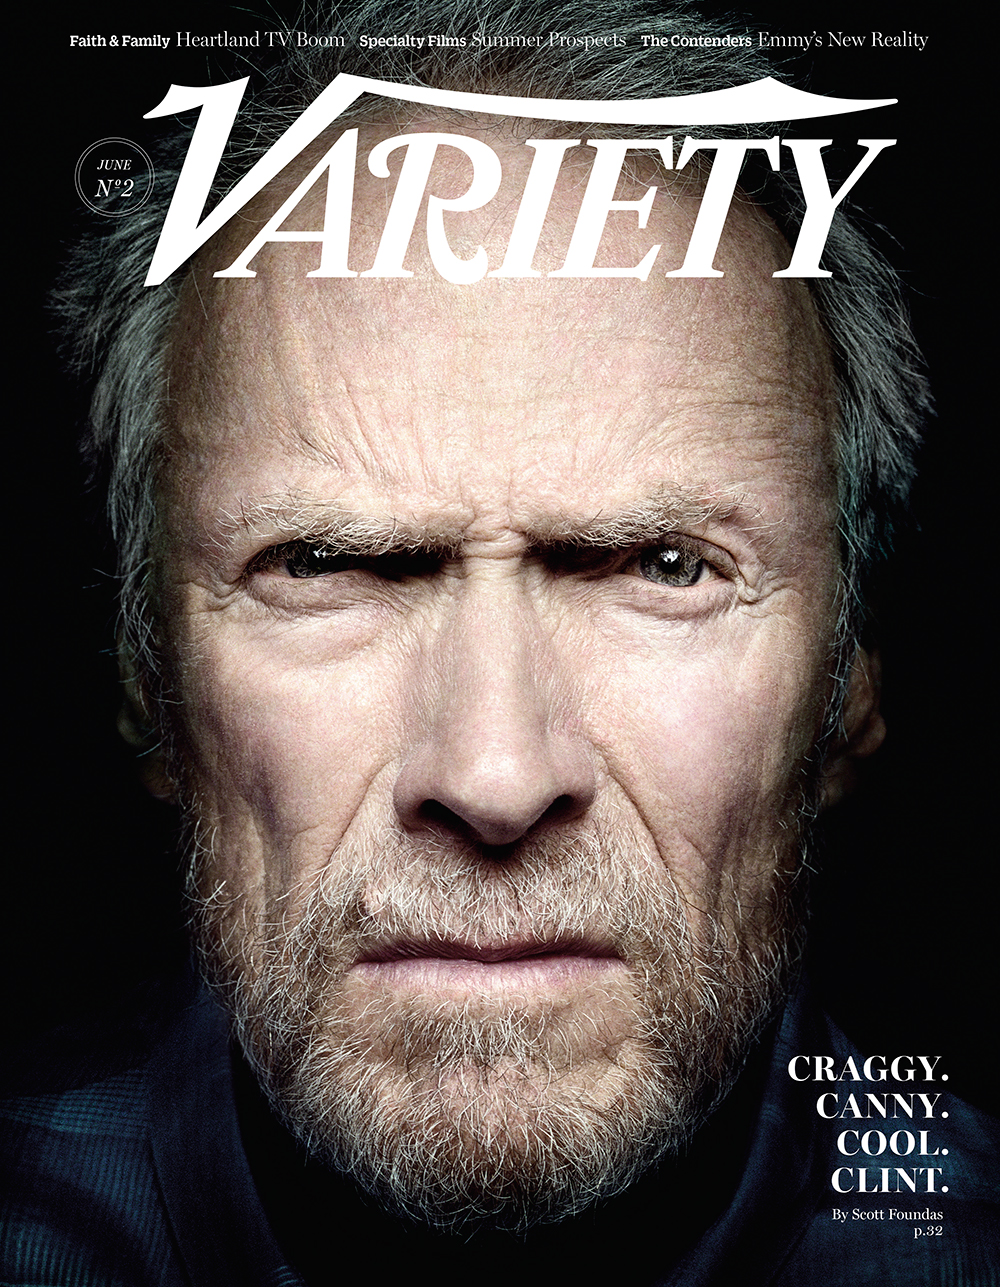 Faith & Family Heartland TV Boom Specialty Films Summer Prospects The Contenders Emmy's New Reality
VARIETY
JUNE
Nº2
CRAGGY.
CANNY.
COOL.
CLINT.
By Scott Foundas
p.32